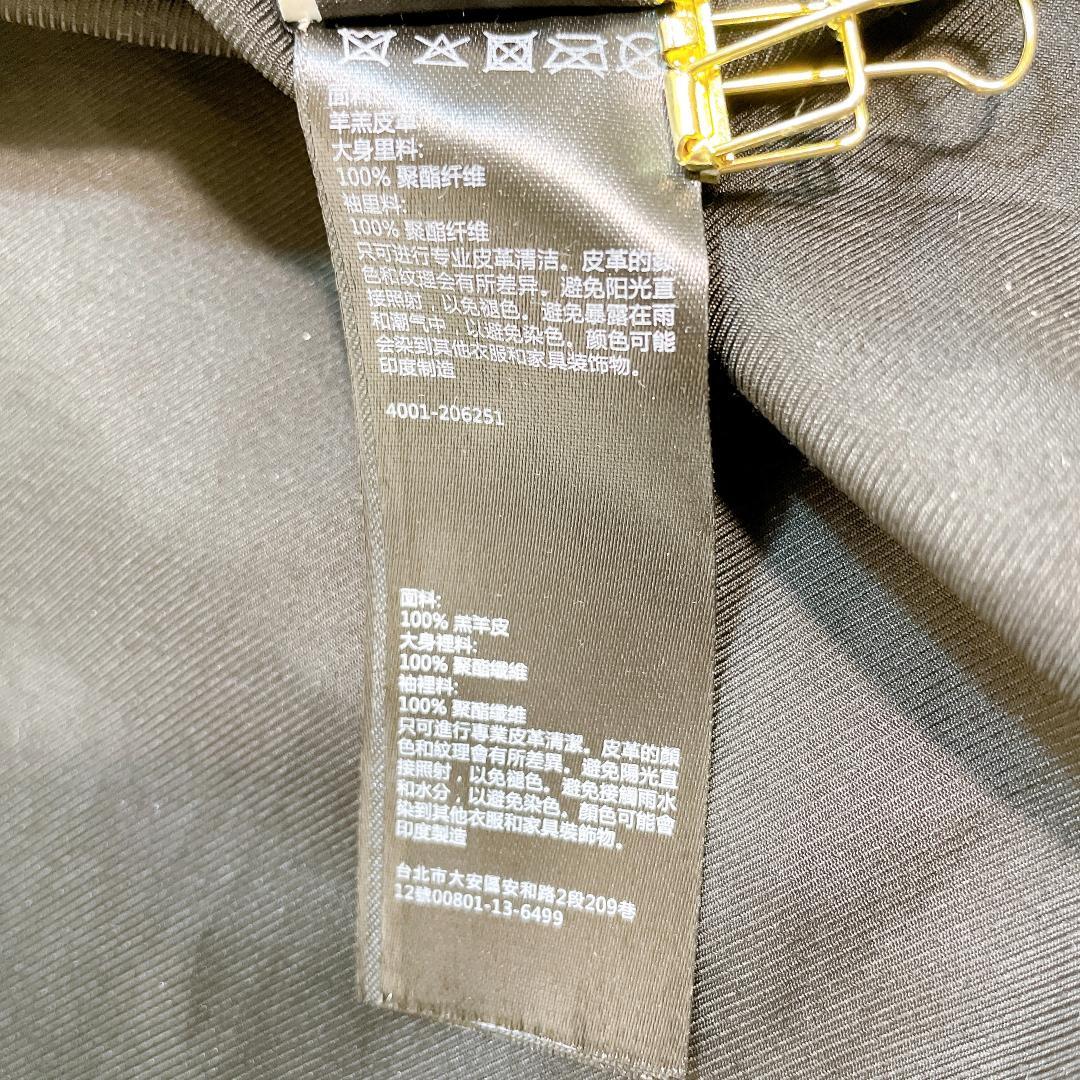 面料:
羊羔皮革
大身里料:
100% 聚酯纤维
袖里料:
100% 聚酯纤维
只可进行专业皮革清洁。皮革的颜
色和纹理会有所差异。避免阳光直
接照射，以免褪色。避免暴露在雨
和潮气中，以避免染色。颜色可能
会染到其他衣服和家具装饰物。
印度制造
4001-206251
面料:
100% 羔羊皮
大身裡料:
100% 聚酯纖維
袖裡料:
100% 聚酯纖維
只可進行專業皮革清潔。皮革的顏
色和紋理會有所差異。避免陽光直
接照射，以免褪色。避免接觸雨水
和水分，以避免染色。顏色可能會
染到其他衣服和家具裝飾物。
印度製造
台北市大安區安和路2段209巷
12號00801-13-6499